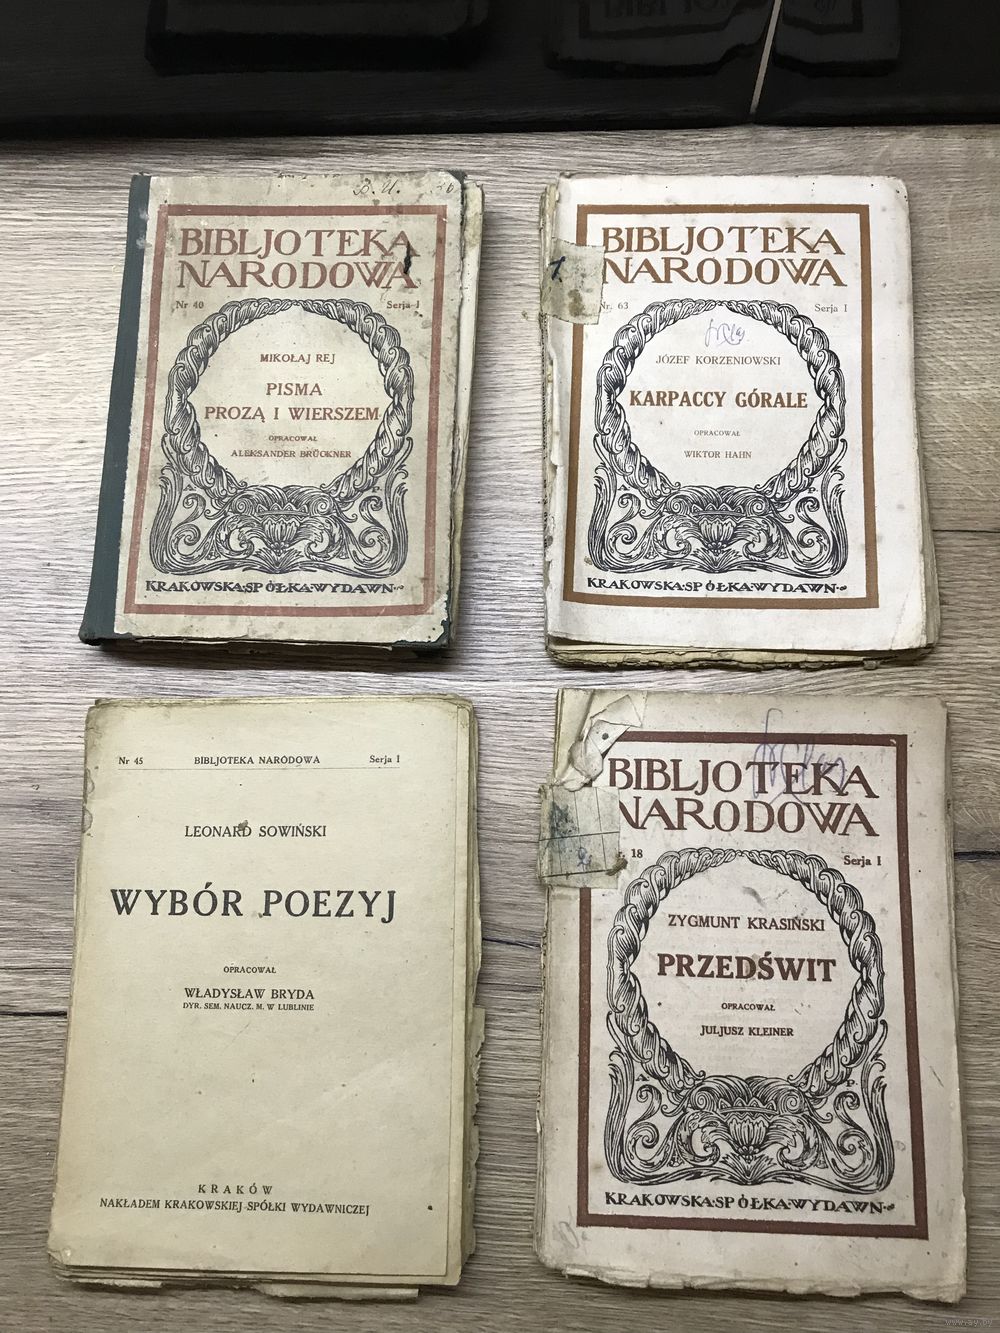 B. U.
BIBLJOTEKA
NARODOWA
Nr 40 Serja I
MIKOŁAJ REJ
PISMA
PROZĄ I WIERSZEM
OPRACOWAŁ
ALEKSANDER BRÜCKNER
KRAKOWSKA·SPÓŁKA·WYDAWN·
BIBLJOTEKA
NARODOWA
Nr. 63 Serja I
JÓZEF KORZENIOWSKI
KARPACCY GÓRALE
OPRACOWAŁ
WIKTOR HAHN
A P.
KRAKOWSKA·SPÓŁKA·WYDAWN·
Nr 45 BIBLJOTEKA NARODOWA Serja I
LEONARD SOWIŃSKI
WYBÓR POEZYJ
OPRACOWAŁ
WŁADYSŁAW BRYDA
DYR. SEM. NAUCZ. M. W LUBLINIE
KRAKÓW
NAKŁADEM KRAKOWSKIEJ SPÓŁKI WYDAWNICZEJ
BIBLJOTEKA
NARODOWA
18 Serja I
ZYGMUNT KRASIŃSKI
PRZEDŚWIT
OPRACOWAŁ
JULJUSZ KLEINER
A P.
KRAKOWSKA·SPÓŁKA·WYDAWN·
www.ay.by